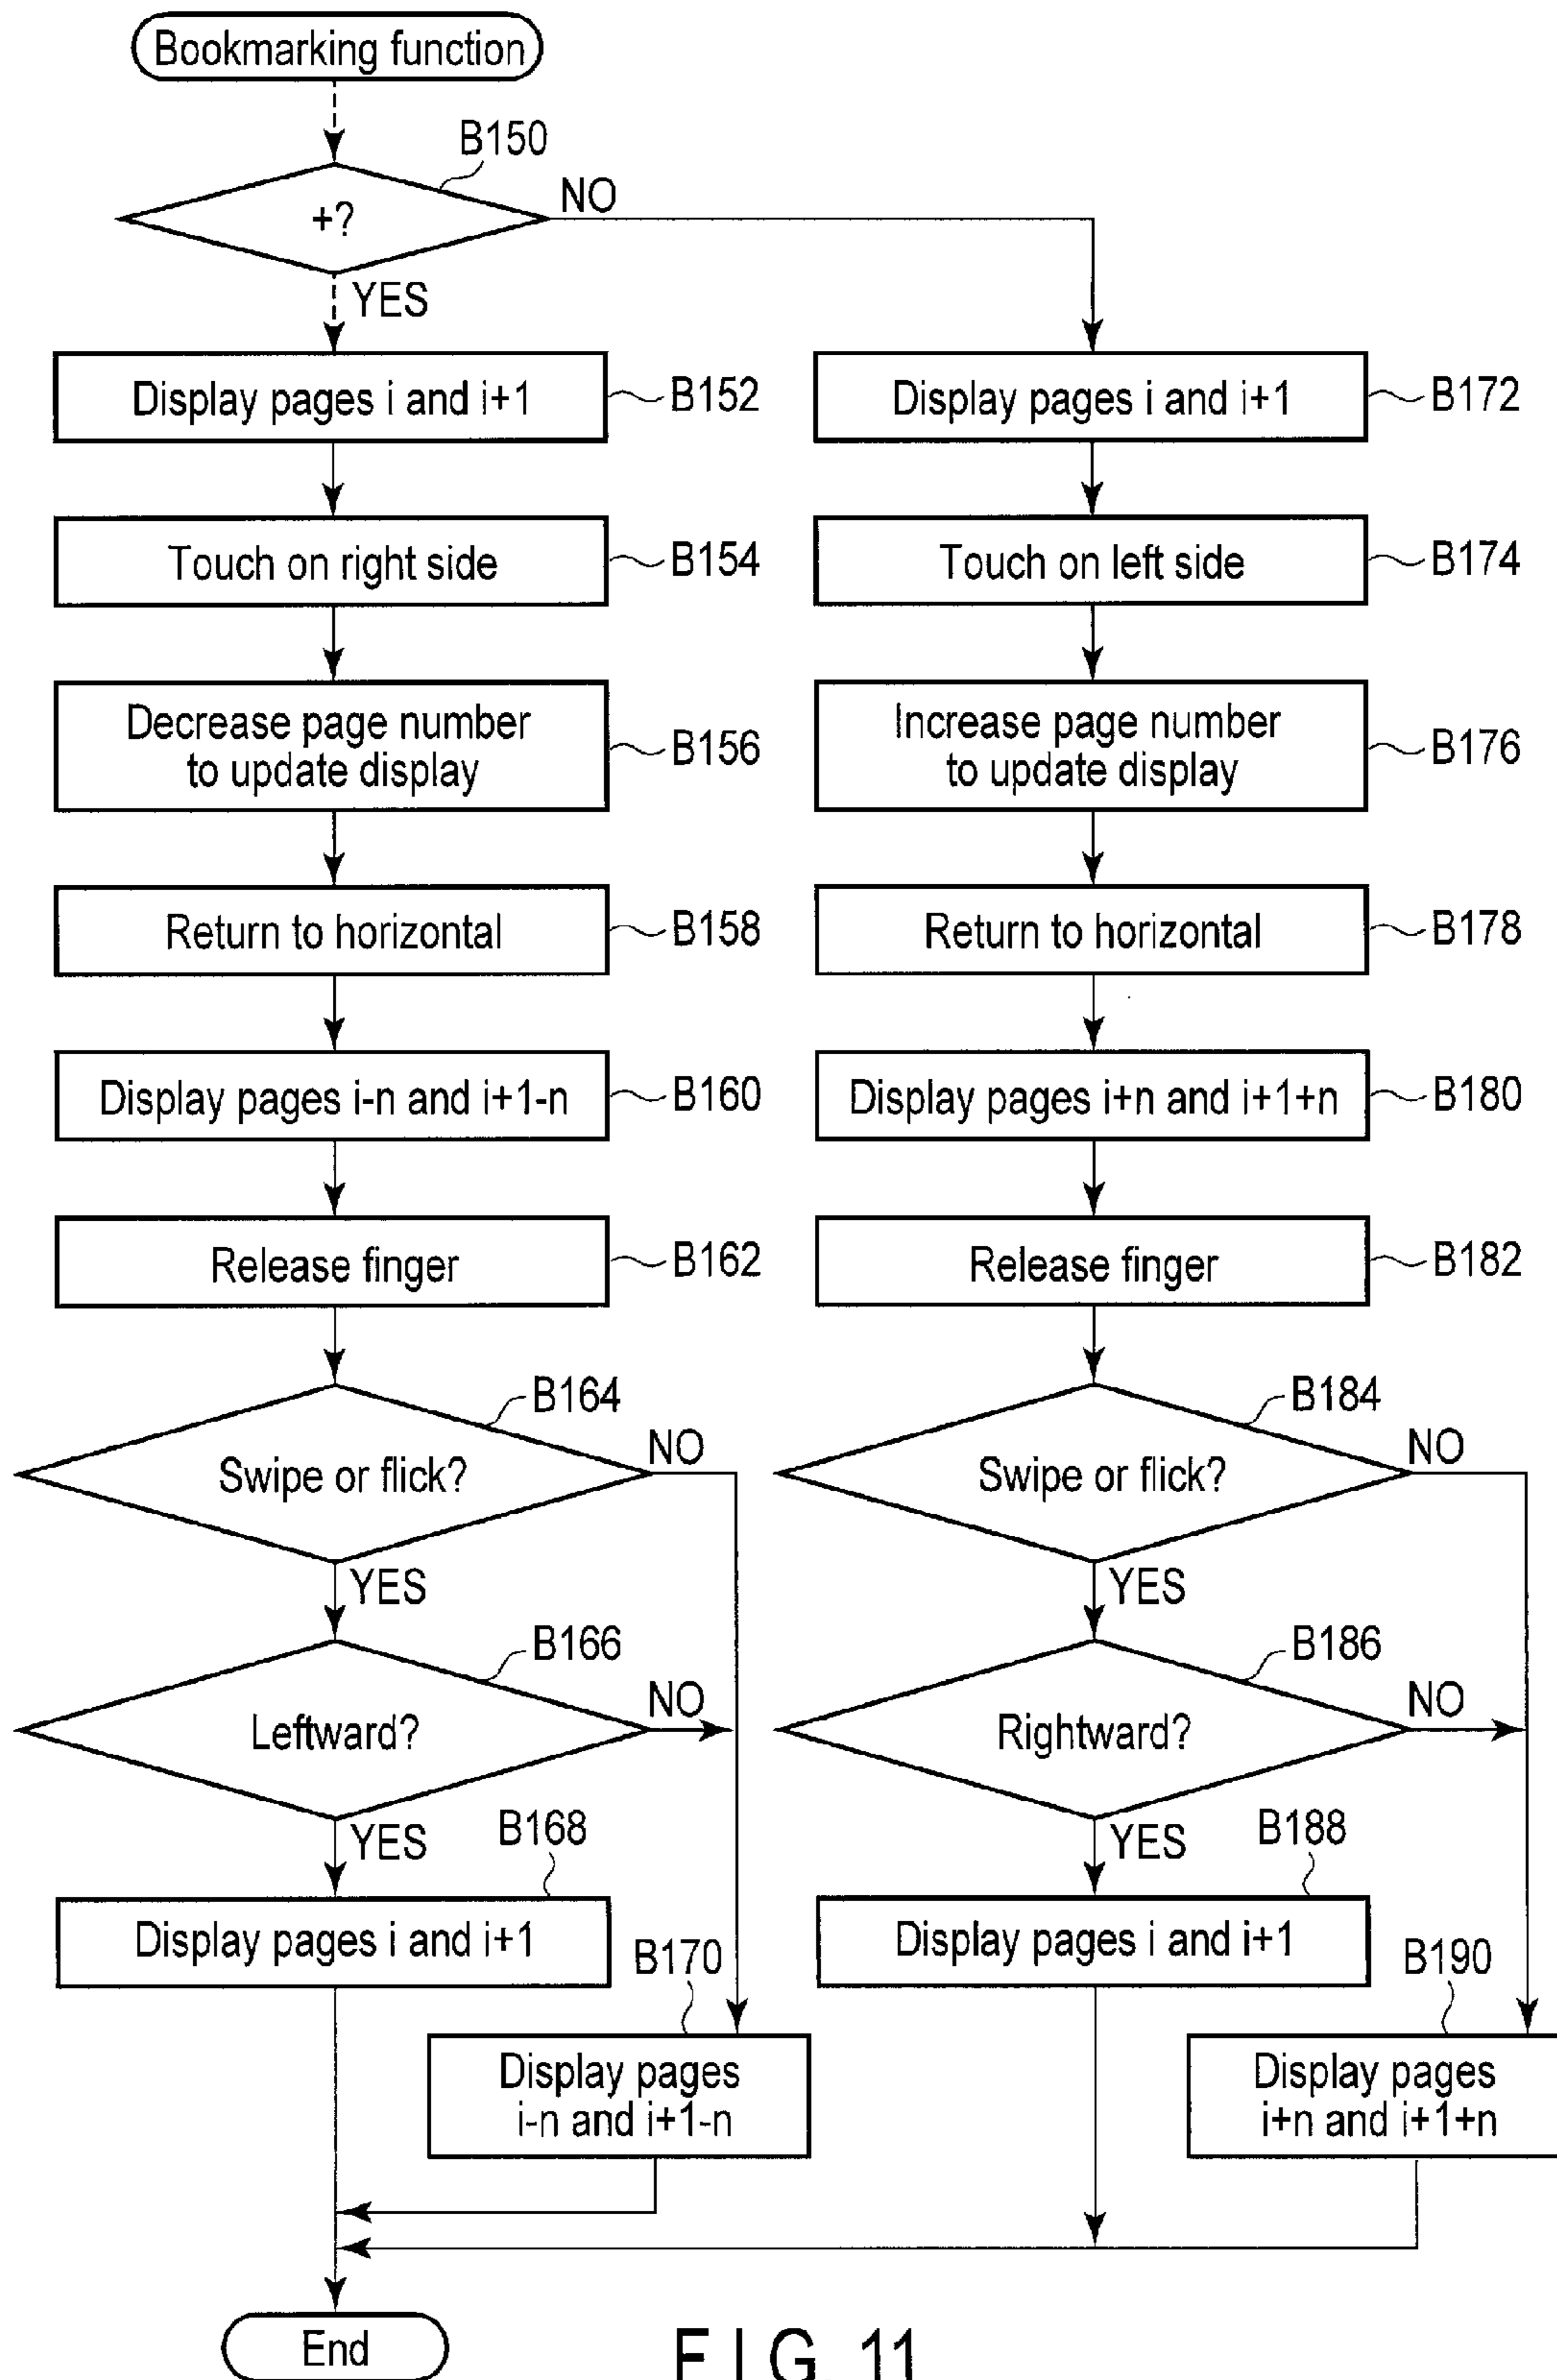 Bookmarking function
B150
+?
NO
YES
Display pages i and i+1
B152
Touch on right side
B154
Decrease page number
to update display
B156
Return to horizontal
B158
Display pages i-n and i+1-n
B160
Release finger
B162
B164
Swipe or flick?
NO
YES
B166
Leftward?
NO
YES
B168
Display pages i and i+1
B170
Display pages
i-n and i+1-n
Display pages i and i+1
B172
Touch on left side
B174
Increase page number
to update display
B176
Return to horizontal
B178
Display pages i+n and i+1+n
B180
Release finger
B182
B184
Swipe or flick?
NO
YES
B186
Rightward?
NO
YES
B188
Display pages i and i+1
B190
Display pages
i+n and i+1+n
End
FIG. 11